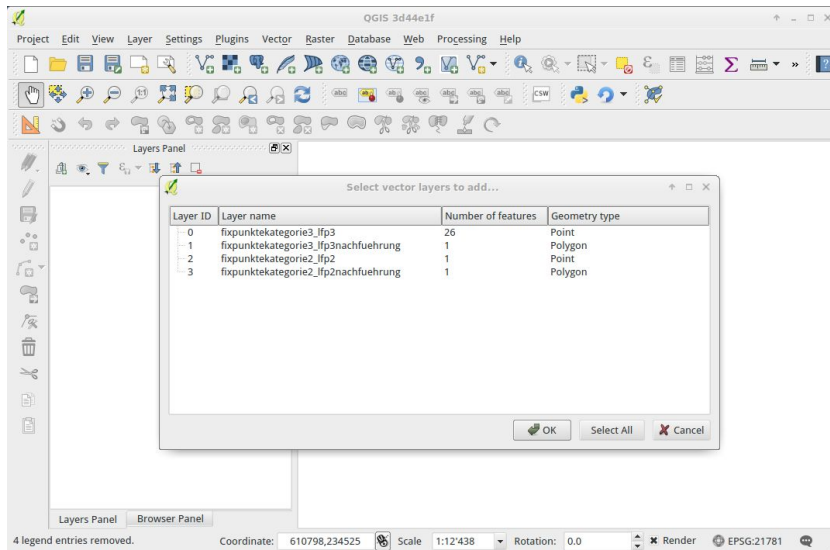 QGIS 3d44e1f
Project Edit View Layer Settings Plugins Vector Raster Database Web Processing Help
Layers Panel
Select vector layers to add...
Layer ID Layer name Number of features Geometry type
0 fixpunktekategorie3_lfp3 26 Point
1 fixpunktekategorie3_lfp3nachfuehrung 1 Polygon
2 fixpunktekategorie2_lfp2 1 Point
3 fixpunktekategorie2_lfp2nachfuehrung 1 Polygon
OK Select All Cancel
Layers Panel Browser Panel
4 legend entries removed. Coordinate: 610798,234525 Scale 1:12'438 Rotation: 0.0 Render EPSG:21781